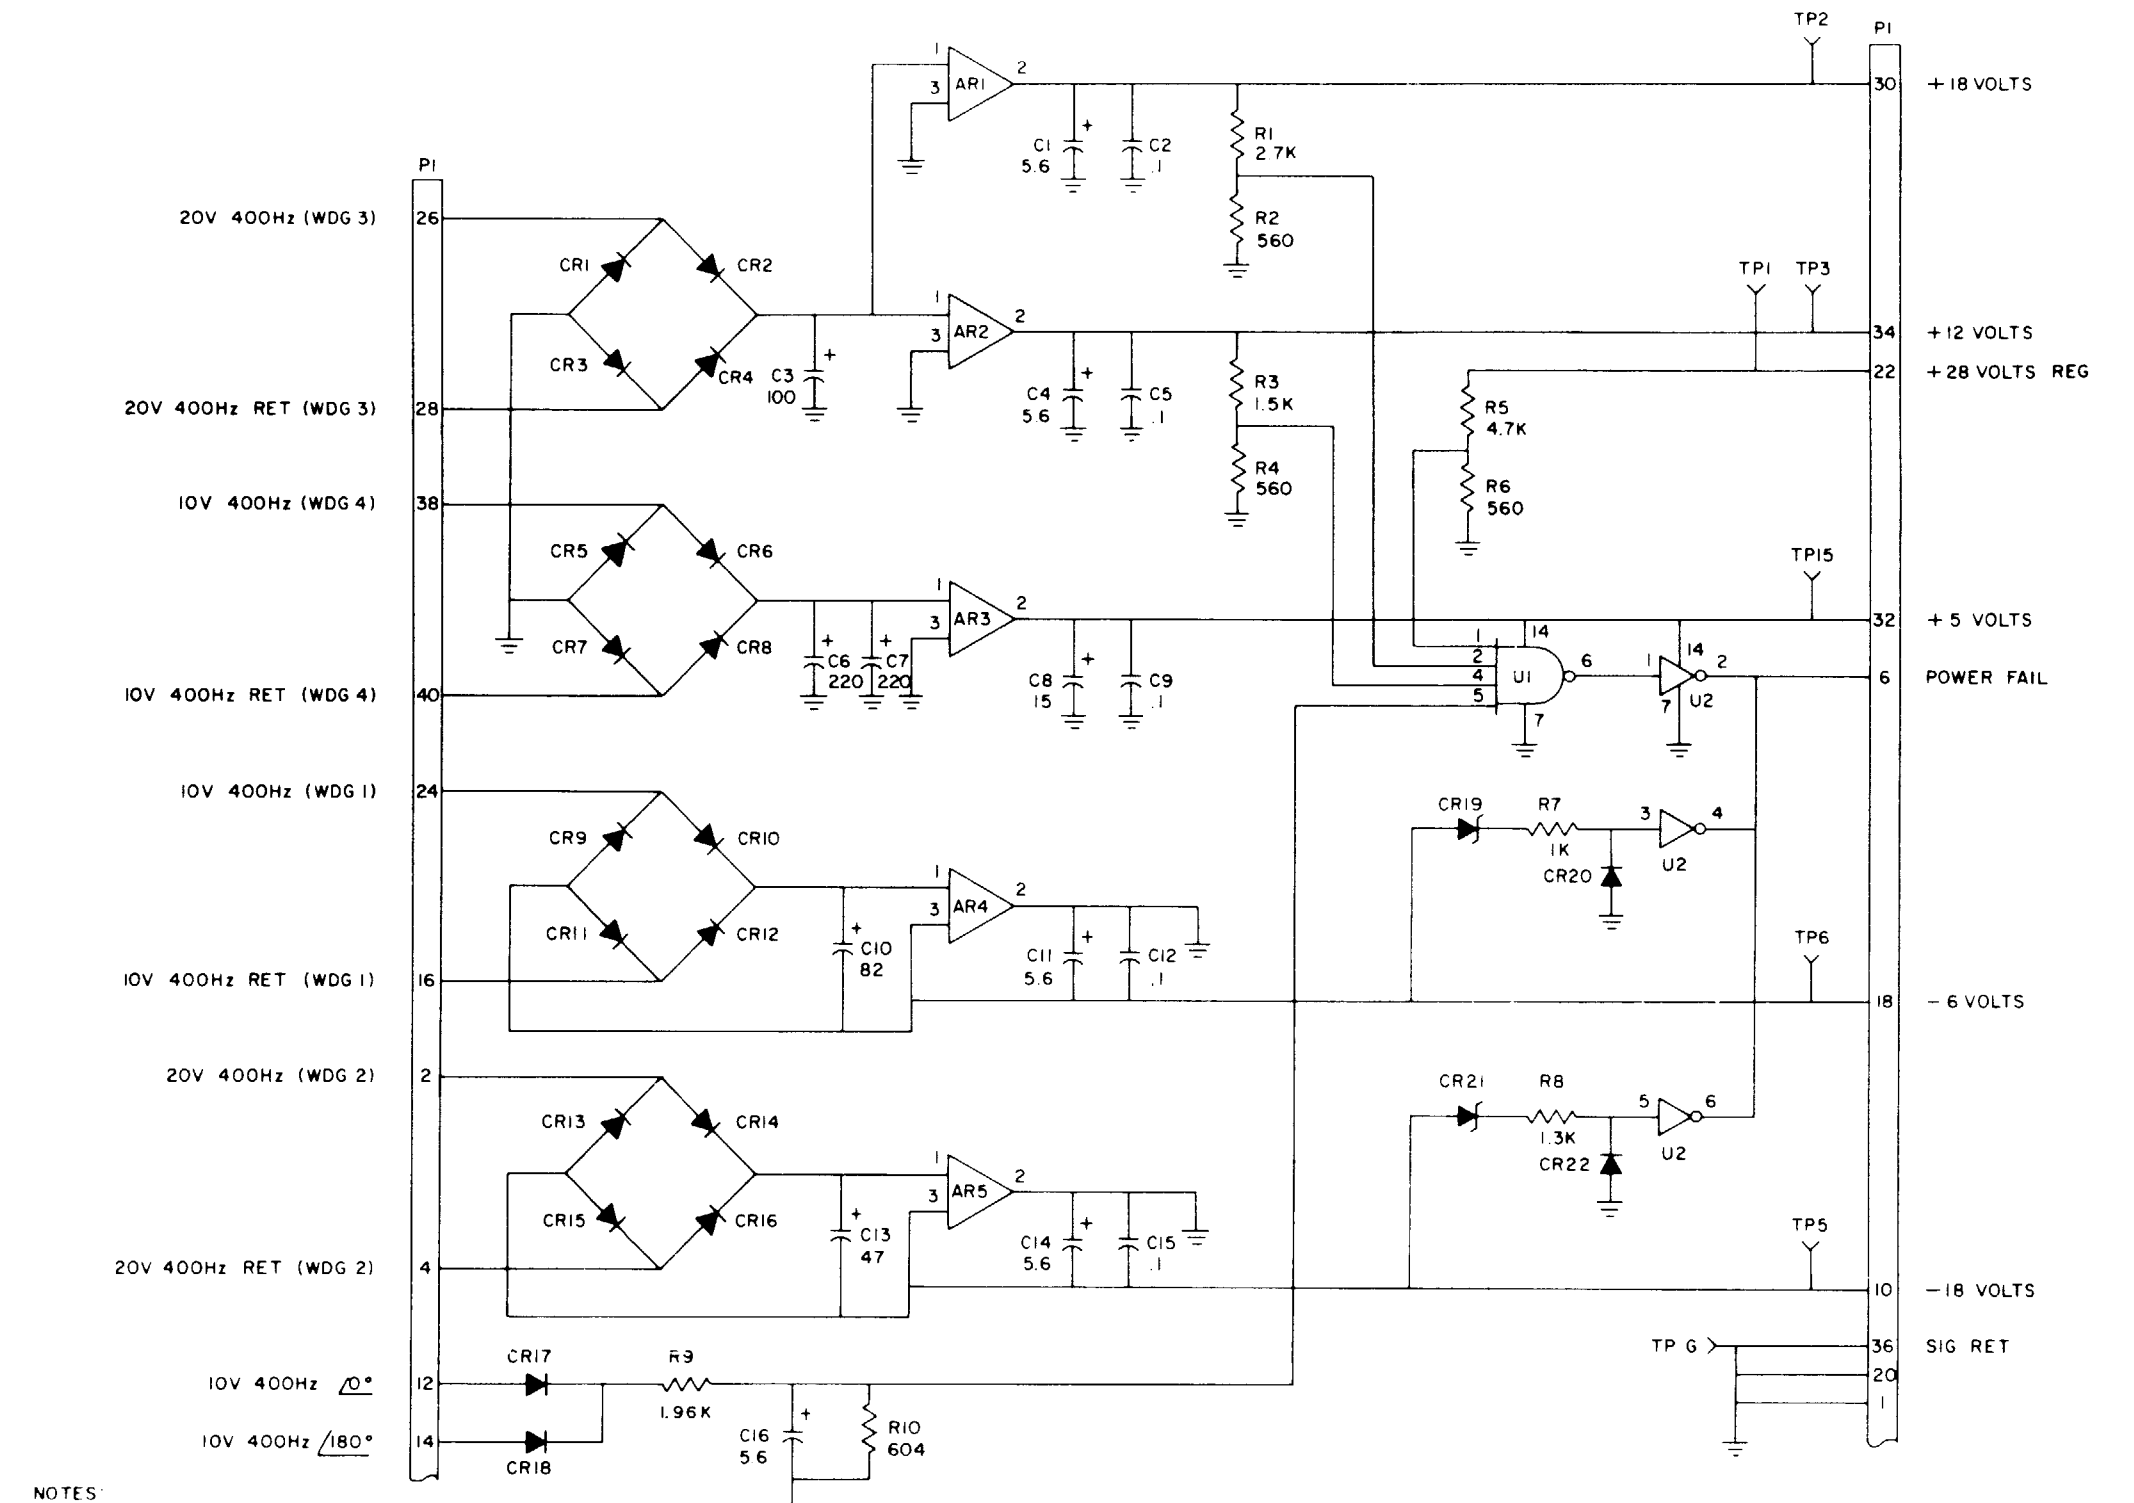 TP2
P1
1
2
AR1
3
30
+18 VOLTS
+
C1
5.6
C2
.1
R1
2.7K
P1
20V 400Hz (WDG 3)
26
R2
560
CR1
CR2
TP1
TP3
1
2
AR2
3
34
+12 VOLTS
CR3
CR4
+
C3
100
22
+28 VOLTS REG
+
C4
5.6
C5
.1
R3
1.5K
R5
4.7K
20V 400Hz RET (WDG 3)
28
R4
560
R6
560
10V 400Hz (WDG 4)
38
CR5
CR6
TP15
1
2
AR3
3
32
+5 VOLTS
CR7
CR8
+
C6
220
+
C7
220
+
C8
15
C9
.1
1
2
4
5
14
U1
6
7
1
14
2
7
U2
6
POWER FAIL
10V 400Hz RET (WDG 4)
40
10V 400Hz (WDG 1)
24
CR9
CR10
CR19
R7
1K
3
4
U2
CR20
1
2
AR4
3
CR11
CR12
+
C10
82
+
C11
5.6
C12
.1
TP6
10V 400Hz RET (WDG 1)
16
18
-6 VOLTS
20V 400Hz (WDG 2)
2
CR13
CR14
CR21
R8
1.3K
5
6
U2
CR22
1
2
AR5
3
CR15
CR16
+
C13
47
+
C14
5.6
C15
.1
TP5
20V 400Hz RET (WDG 2)
4
10
-18 VOLTS
TP G
36
SIG RET
20
1
CR17
R9
1.96K
10V 400Hz /0°
12
+
C16
5.6
R10
604
10V 400Hz /180°
14
CR18
NOTES: